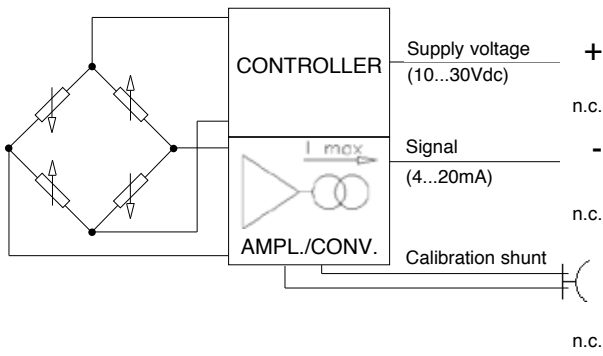 CONTROLLER
Supply voltage
+
(10...30Vdc)
n.c.
I max
Signal
-
(4...20mA)
n.c.
AMPL./CONV.
Calibration shunt
n.c.